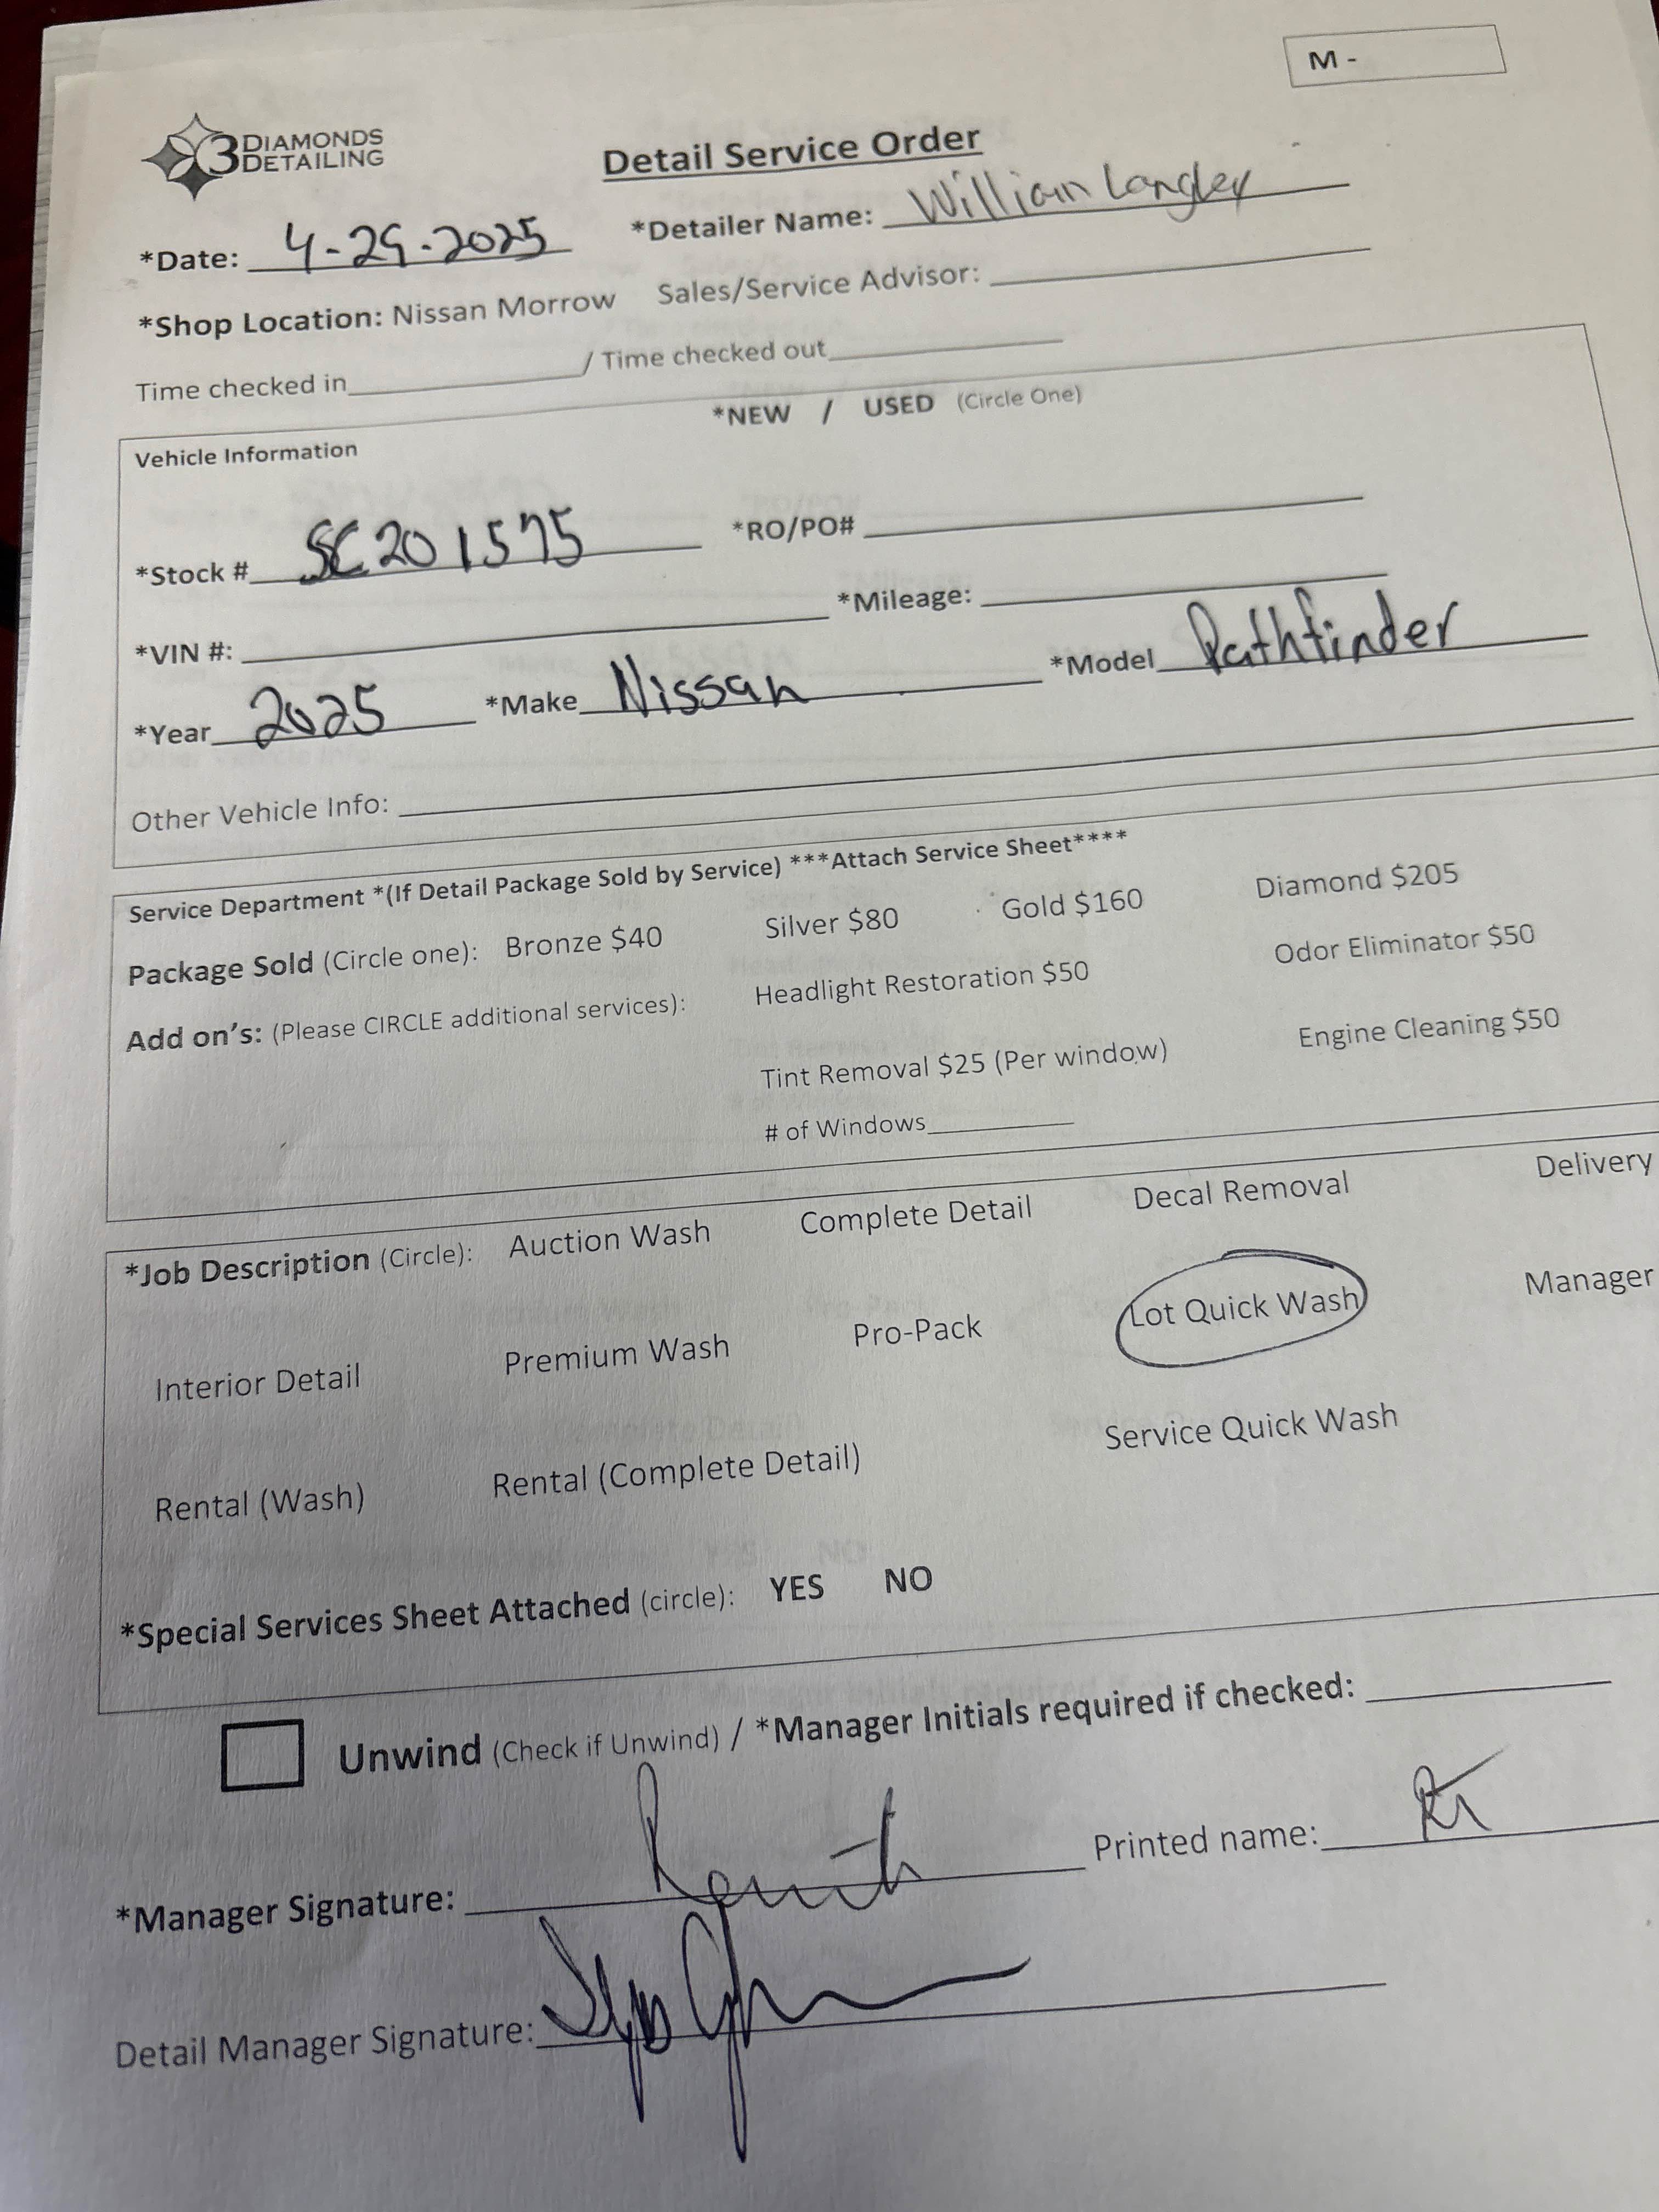 M -
3 DIAMONDS DETAILING
Detail Service Order
*Date: 4-29-2025 *Detailer Name: Willian Langley
*Shop Location: Nissan Morrow Sales/Service Advisor:
Time checked in / Time checked out
*NEW / USED (Circle One)
Vehicle Information
*Stock # SC201575 *RO/PO#
*VIN #: *Mileage:
*Year 2025 *Make Nissan *Model Pathfinder
Other Vehicle Info:
Service Department *(If Detail Package Sold by Service) ***Attach Service Sheet****
Package Sold (Circle one): Bronze $40 Silver $80 Gold $160 Diamond $205
Add on's: (Please CIRCLE additional services): Headlight Restoration $50 Odor Eliminator $50
Tint Removal $25 (Per window) Engine Cleaning $50
# of Windows
*Job Description (Circle): Auction Wash Complete Detail Decal Removal Delivery
Interior Detail Premium Wash Pro-Pack Lot Quick Wash Manager
Rental (Wash) Rental (Complete Detail) Service Quick Wash
*Special Services Sheet Attached (circle): YES NO
Unwind (Check if Unwind) / *Manager Initials required if checked:
*Manager Signature: Printed name:
Detail Manager Signature: